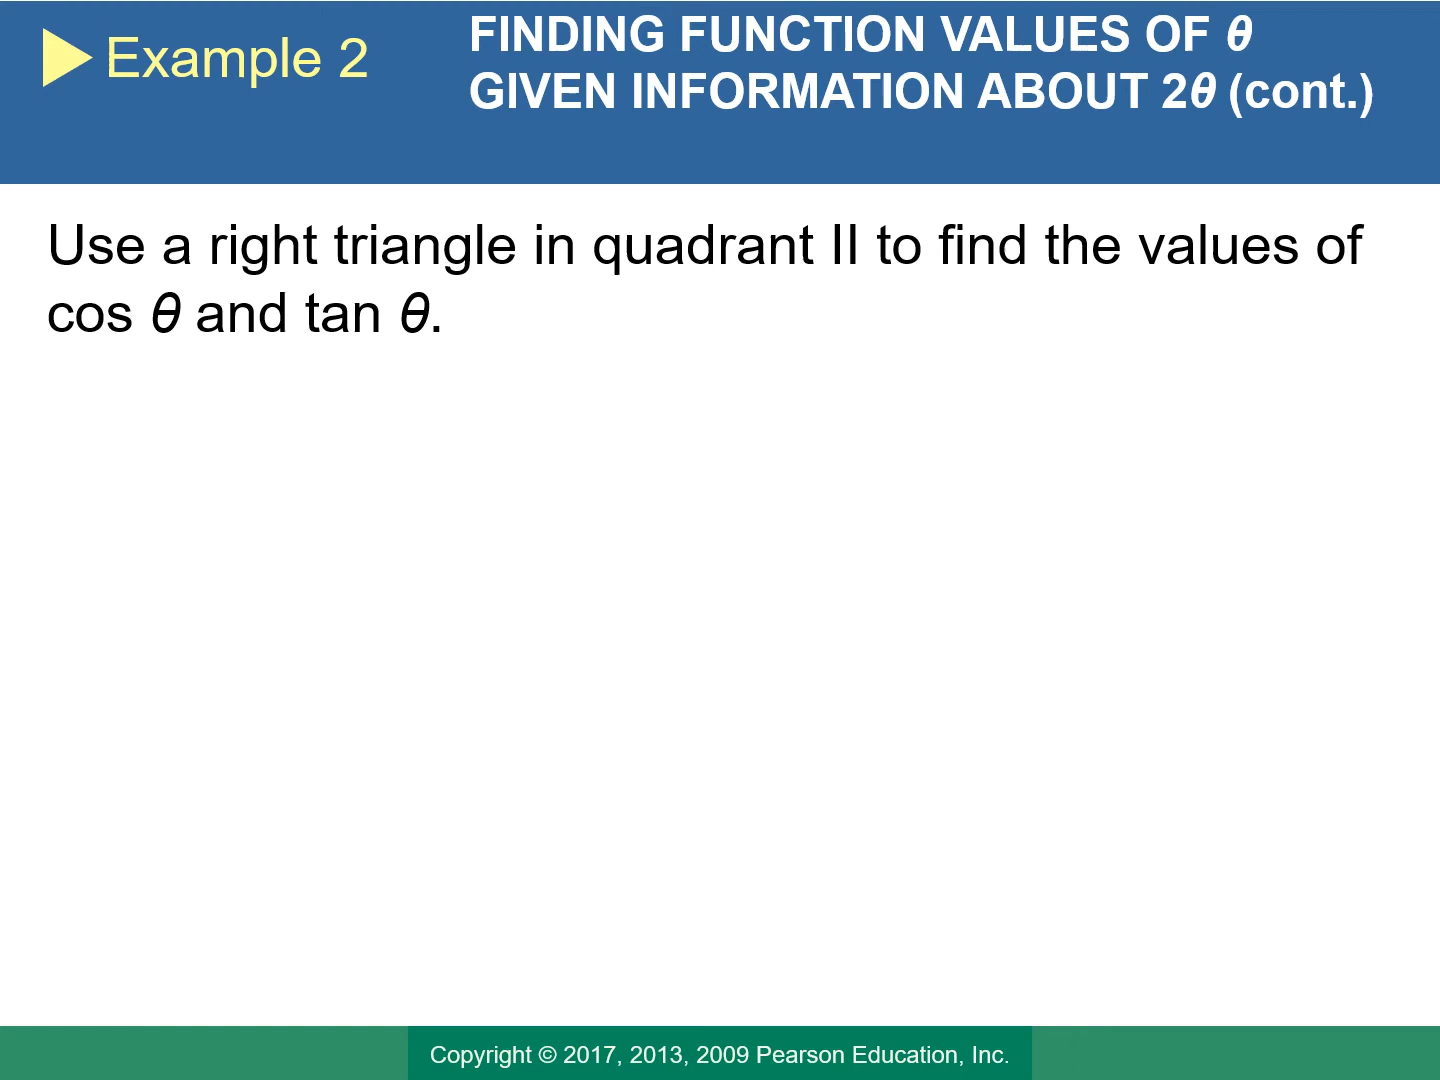 Example 2
FINDING FUNCTION VALUES OF θ
GIVEN INFORMATION ABOUT 2θ (cont.)
Use a right triangle in quadrant II to find the values of
cos θ and tan θ.
Copyright © 2017, 2013, 2009 Pearson Education, Inc.